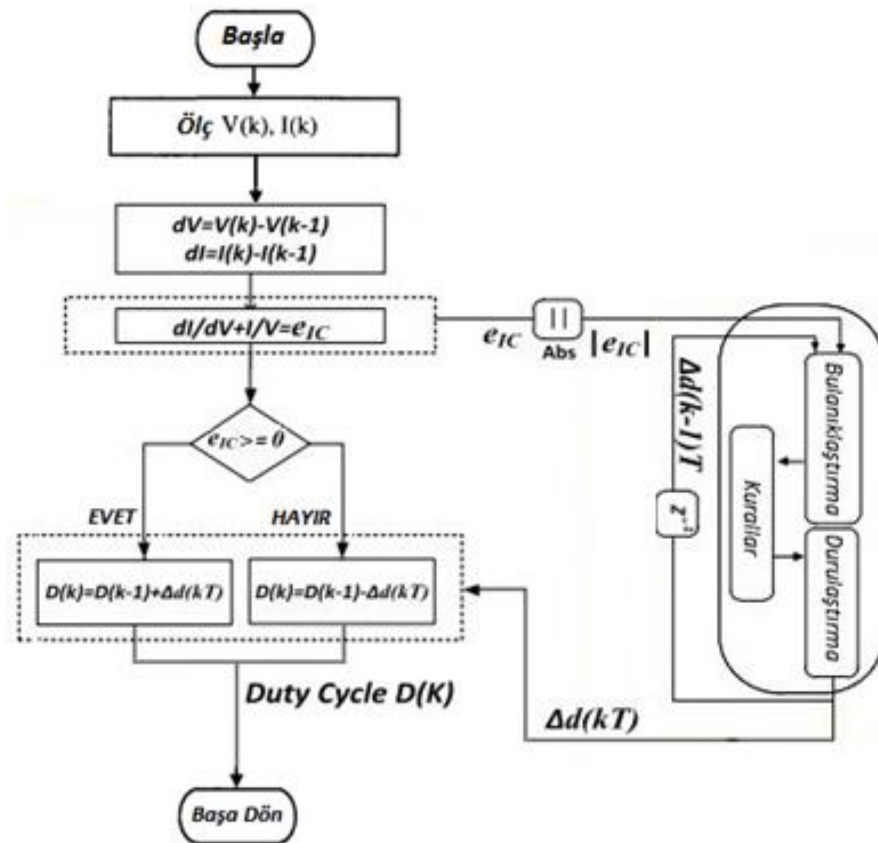 Başla
Ölç V(k), I(k)
dV=V(k)-V(k-1)
dI=I(k)-I(k-1)
dI/dV+I/V=e_IC
e_IC
| |
Abs
|e_IC|
e_IC>= 0
EVET
HAYIR
D(k)=D(k-1)+Δd(kT)
D(k)=D(k-1)-Δd(kT)
Δd(k-1)T
z⁻¹
Bulanıklaştırma
Kurallar
Durulaştırma
Δd(kT)
Duty Cycle D(K)
Başa Dön